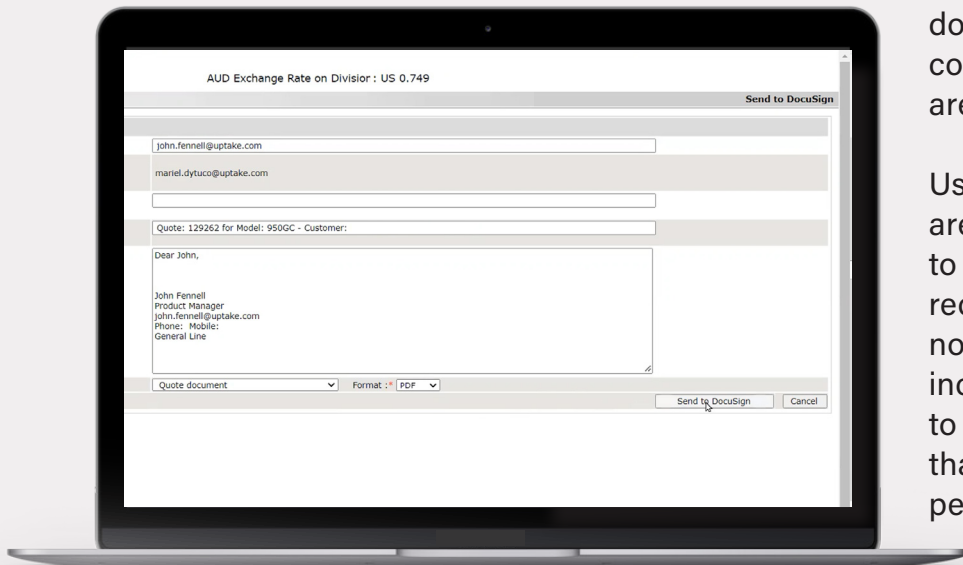 AUD Exchange Rate on Divisior : US 0.749
Send to DocuSign
john.fennell@uptake.com
mariel.dytuco@uptake.com
Quote: 129262 for Model: 950GC - Customer:
Dear John,
John Fennell
Product Manager
john.fennell@uptake.com
Phone: Mobile:
General Line
Quote document Format :* PDF
Send to DocuSign Cancel
do
co
are
Us
are
to
rec
no
inc
to
tha
pe